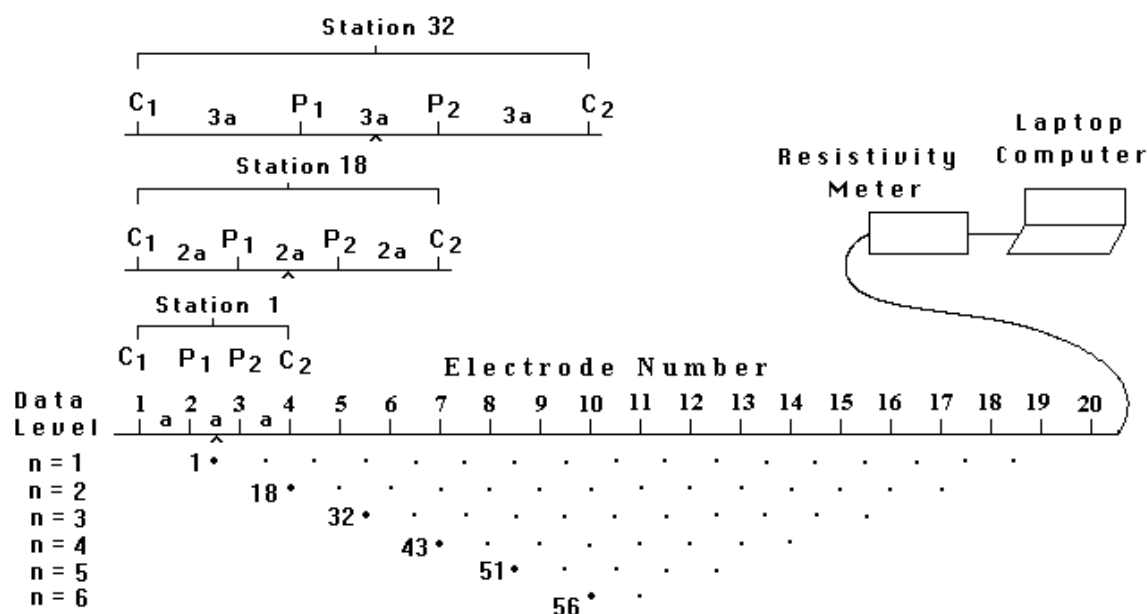 Station 32
C1 P1 P2 C2
3a 3a 3a
Station 18
C1 P1 P2 C2
2a 2a 2a
Station 1
C1 P1 P2 C2
Resistivity
Meter
Laptop
Computer
Electrode Number
Data
Level
1 2 3 4 5 6 7 8 9 10 11 12 13 14 15 16 17 18 19 20
a a a
n = 1 1
n = 2 18
n = 3 32
n = 4 43
n = 5 51
n = 6 56